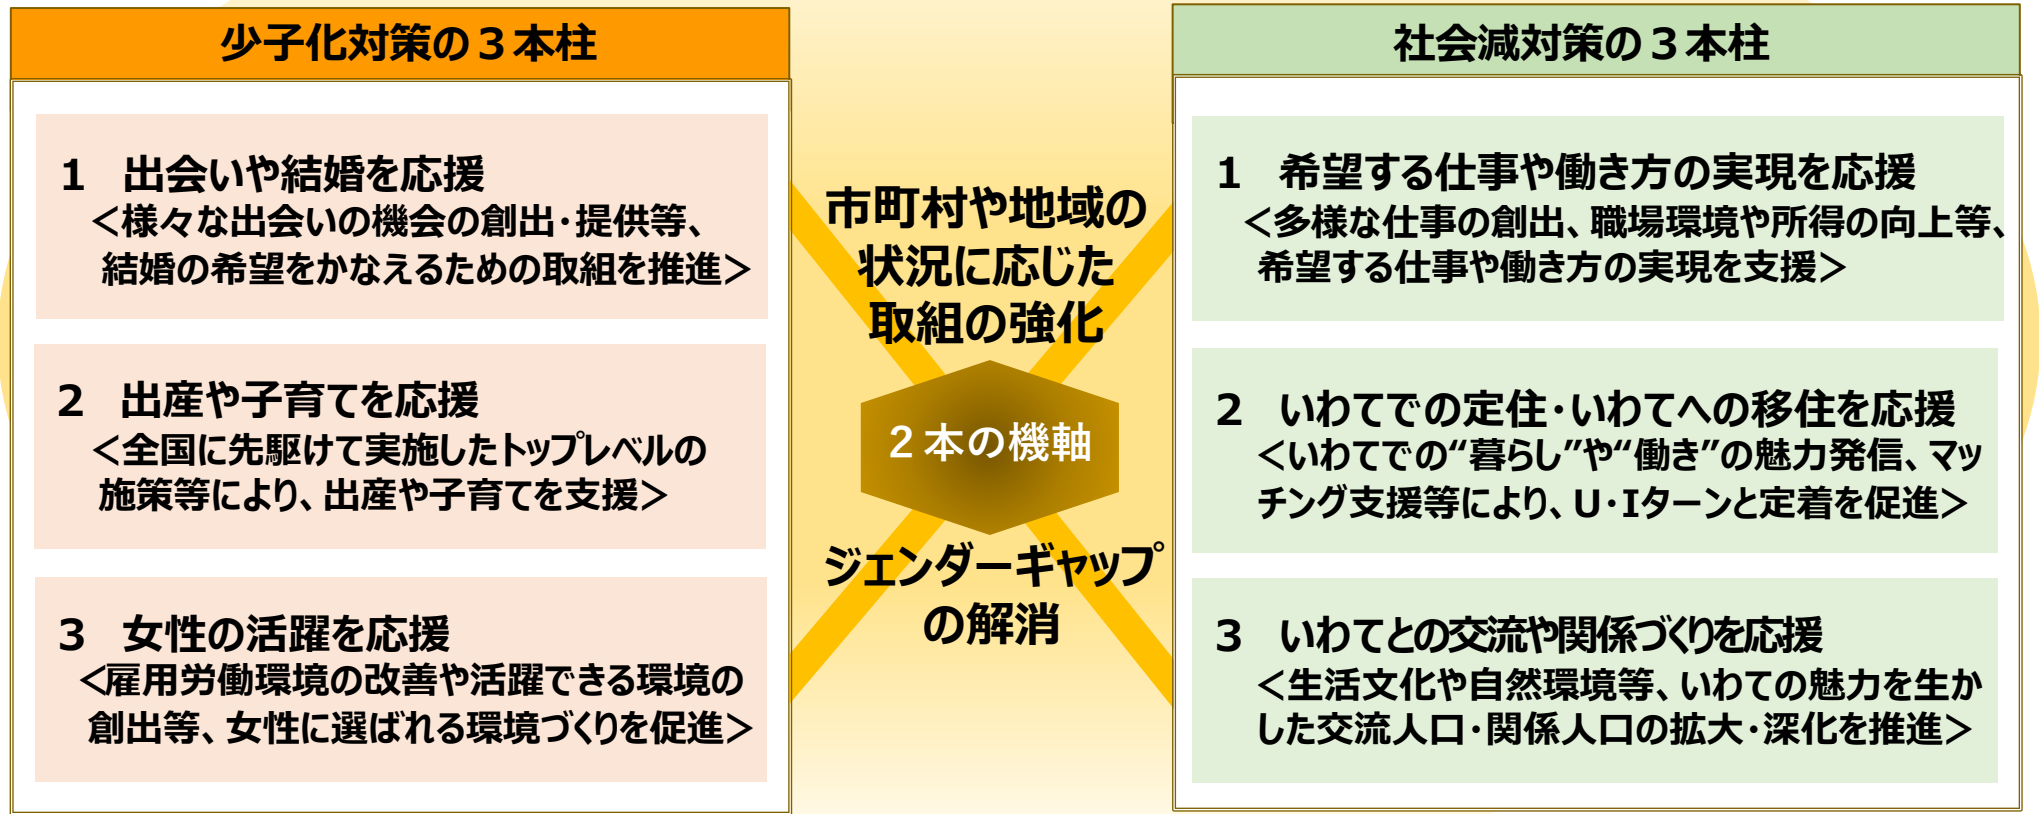 少子化対策の３本柱
1 出会いや結婚を応援
＜様々な出会いの機会の創出・提供等、
結婚の希望をかなえるための取組を推進＞
2 出産や子育てを応援
＜全国に先駆けて実施したトップレベルの
施策等により、出産や子育てを支援＞
3 女性の活躍を応援
＜雇用労働環境の改善や活躍できる環境の
創出等、女性に選ばれる環境づくりを促進＞
市町村や地域の
状況に応じた
取組の強化
２本の機軸
ジェンダーギャップ
の解消
社会減対策の３本柱
1 希望する仕事や働き方の実現を応援
＜多様な仕事の創出、職場環境や所得の向上等、
希望する仕事や働き方の実現を支援＞
2 いわてでの定住・いわてへの移住を応援
＜いわてでの“暮らし”や“働き”の魅力発信、マッ
チング支援等により、U・Iターンと定着を促進＞
3 いわてとの交流や関係づくりを応援
＜生活文化や自然環境等、いわての魅力を生か
した交流人口・関係人口の拡大・深化を推進＞